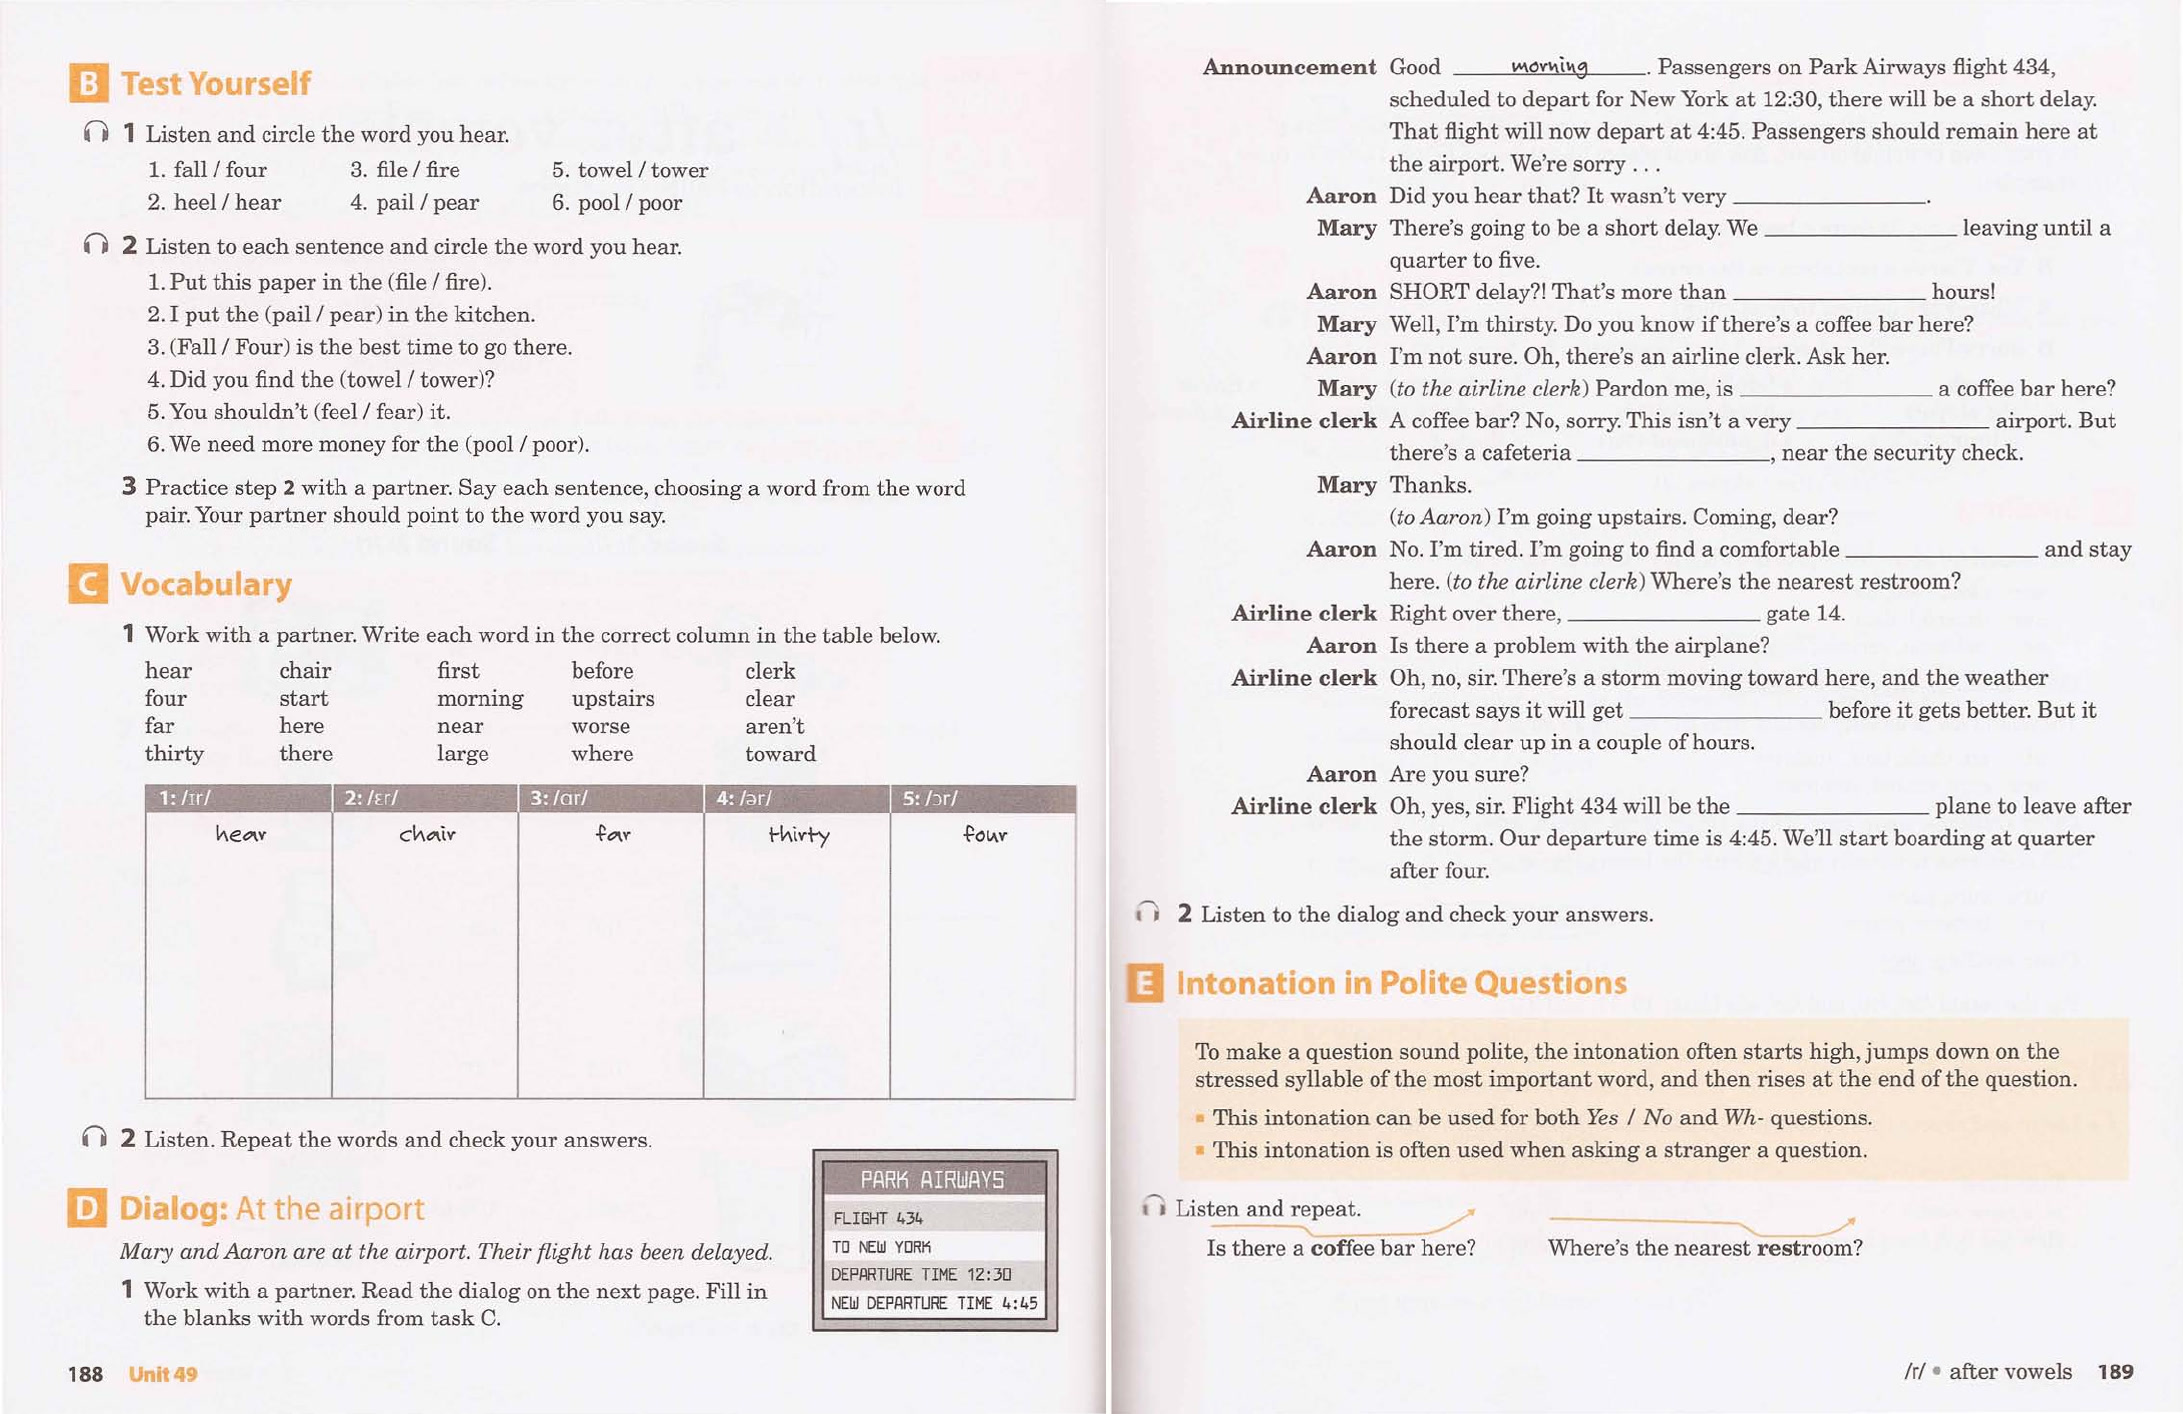 B Test Yourself
1 Listen and circle the word you hear.
1. fall / four 3. file / fire 5. towel / tower
2. heel / hear 4. pail / pear 6. pool / poor
2 Listen to each sentence and circle the word you hear.
1. Put this paper in the (file / fire).
2. I put the (pail / pear) in the kitchen.
3. (Fall / Four) is the best time to go there.
4. Did you find the (towel / tower)?
5. You shouldn't (feel / fear) it.
6. We need more money for the (pool / poor).
3 Practice step 2 with a partner. Say each sentence, choosing a word from the word
pair. Your partner should point to the word you say.
C Vocabulary
1 Work with a partner. Write each word in the correct column in the table below.
hear chair first before clerk
four start morning upstairs clear
far here near worse aren't
thirty there large where toward
1: /ɪr/ 2: /ɛr/ 3: /ɑr/ 4: /ər/ 5: /ɔr/
hear chair far thirty four
2 Listen. Repeat the words and check your answers.
D Dialog: At the airport
Mary and Aaron are at the airport. Their flight has been delayed.
1 Work with a partner. Read the dialog on the next page. Fill in
the blanks with words from task C.
PARK AIRWAYS
FLIGHT 434
TO NEW YORK
DEPARTURE TIME 12:30
NEW DEPARTURE TIME 4:45
188 Unit 49
Announcement Good morning. Passengers on Park Airways flight 434,
scheduled to depart for New York at 12:30, there will be a short delay.
That flight will now depart at 4:45. Passengers should remain here at
the airport. We're sorry . . .
Aaron Did you hear that? It wasn't very ________.
Mary There's going to be a short delay. We ________ leaving until a
quarter to five.
Aaron SHORT delay?! That's more than ________ hours!
Mary Well, I'm thirsty. Do you know if there's a coffee bar here?
Aaron I'm not sure. Oh, there's an airline clerk. Ask her.
Mary (to the airline clerk) Pardon me, is ________ a coffee bar here?
Airline clerk A coffee bar? No, sorry. This isn't a very ________ airport. But
there's a cafeteria ________, near the security check.
Mary Thanks.
(to Aaron) I'm going upstairs. Coming, dear?
Aaron No. I'm tired. I'm going to find a comfortable ________ and stay
here. (to the airline clerk) Where's the nearest restroom?
Airline clerk Right over there, ________ gate 14.
Aaron Is there a problem with the airplane?
Airline clerk Oh, no, sir. There's a storm moving toward here, and the weather
forecast says it will get ________ before it gets better. But it
should clear up in a couple of hours.
Aaron Are you sure?
Airline clerk Oh, yes, sir. Flight 434 will be the ________ plane to leave after
the storm. Our departure time is 4:45. We'll start boarding at quarter
after four.
2 Listen to the dialog and check your answers.
E Intonation in Polite Questions
To make a question sound polite, the intonation often starts high, jumps down on the
stressed syllable of the most important word, and then rises at the end of the question.
▪ This intonation can be used for both Yes / No and Wh- questions.
▪ This intonation is often used when asking a stranger a question.
Listen and repeat.
Is there a coffee bar here? Where's the nearest restroom?
/r/ • after vowels 189